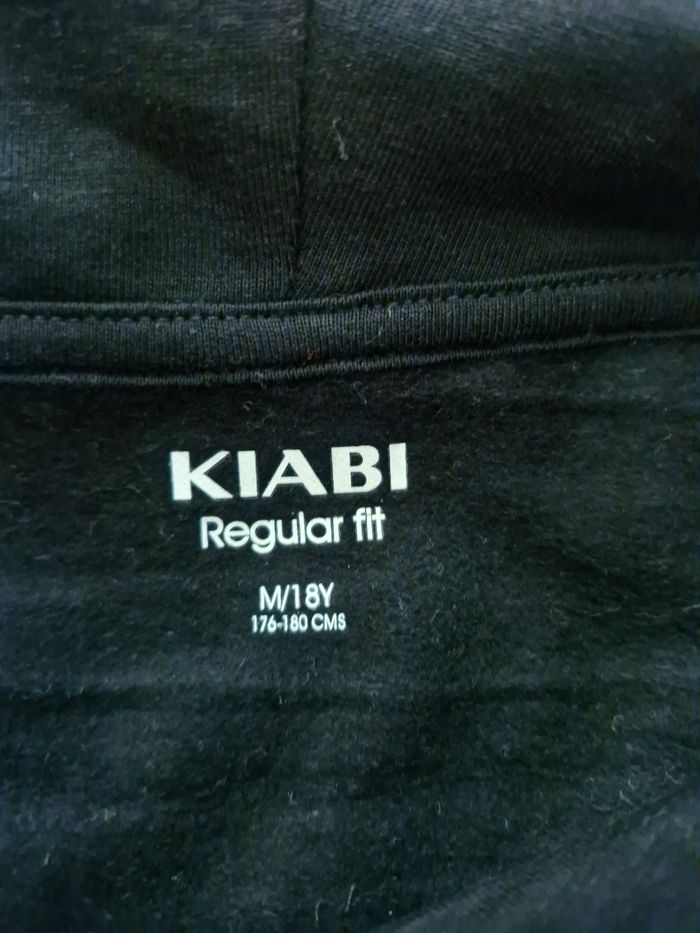 KIABI
Regular fit
M/18Y
176-180 CMS